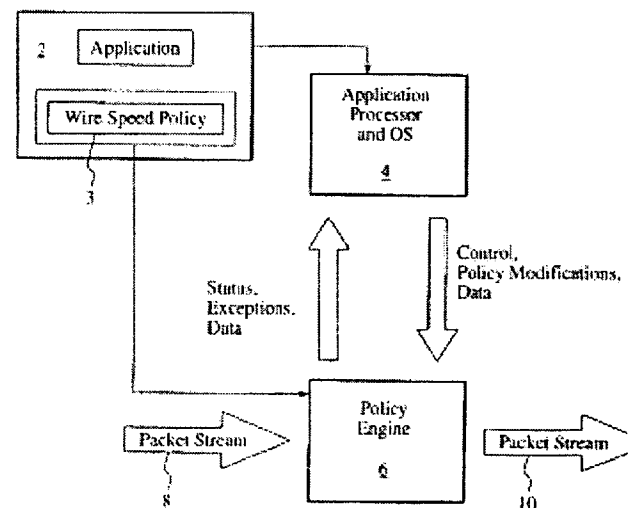 2
Application
Wire Speed Policy
3
Application
Processor
and OS
4
Status,
Exceptions,
Data
Control,
Policy Modifications,
Data
Packet Stream
8
Policy
Engine
6
Packet Stream
10